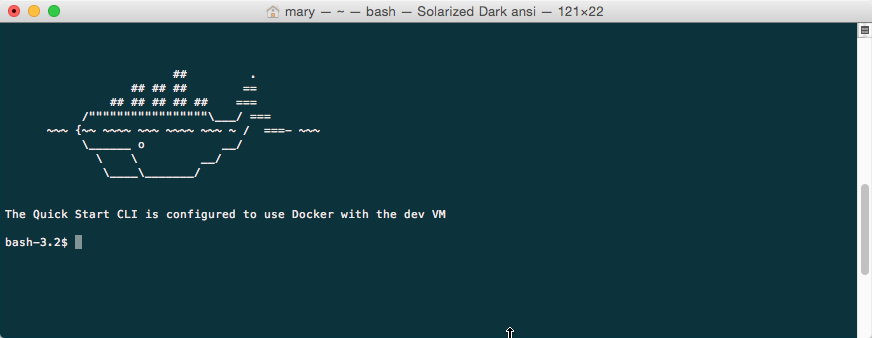 mary — ~ — bash — Solarized Dark ansi — 121×22
                        ##         .
                  ## ## ##        ==
               ## ## ## ## ##    ===
           /"""""""""""""""""\___/ ===
      ~~~ {~~ ~~~~ ~~~ ~~~~ ~~~ ~ /  ===- ~~~
           \______ o           __/
             \    \         __/
              \____\_______/
The Quick Start CLI is configured to use Docker with the dev VM
bash-3.2$